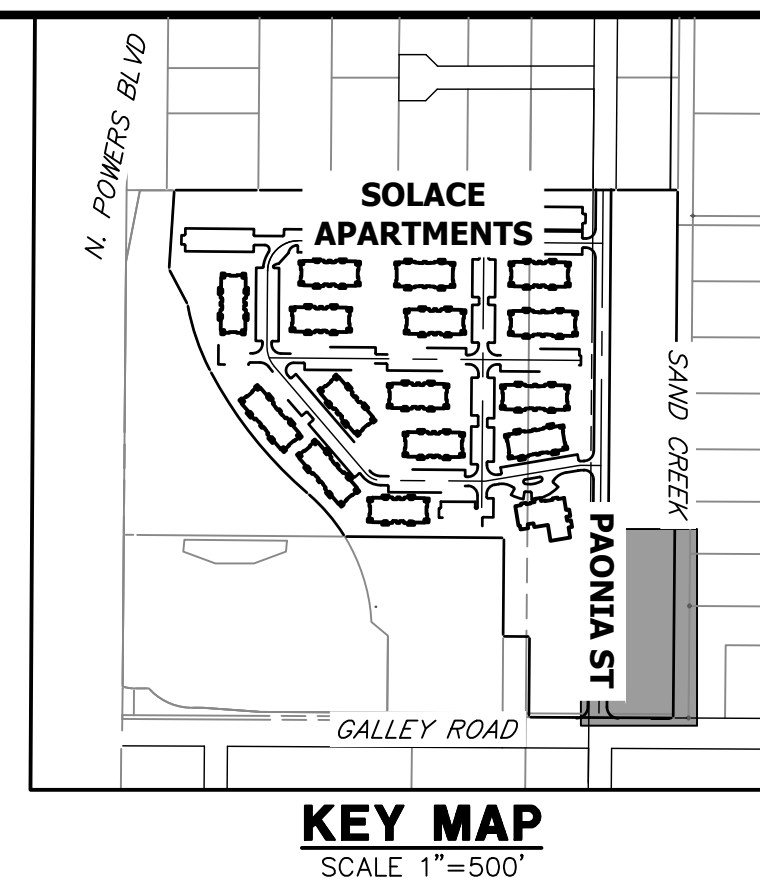 N. POWERS BLVD
SOLACE
APARTMENTS
SAND CREEK
PAONIA ST
GALLEY ROAD
KEY MAP
SCALE 1"=500'